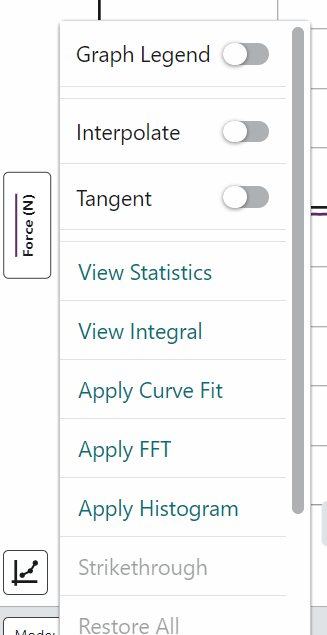 Graph Legend
Interpolate
Tangent
Force (N)
View Statistics
View Integral
Apply Curve Fit
Apply FFT
Apply Histogram
Strikethrough
Restore All
Mode: